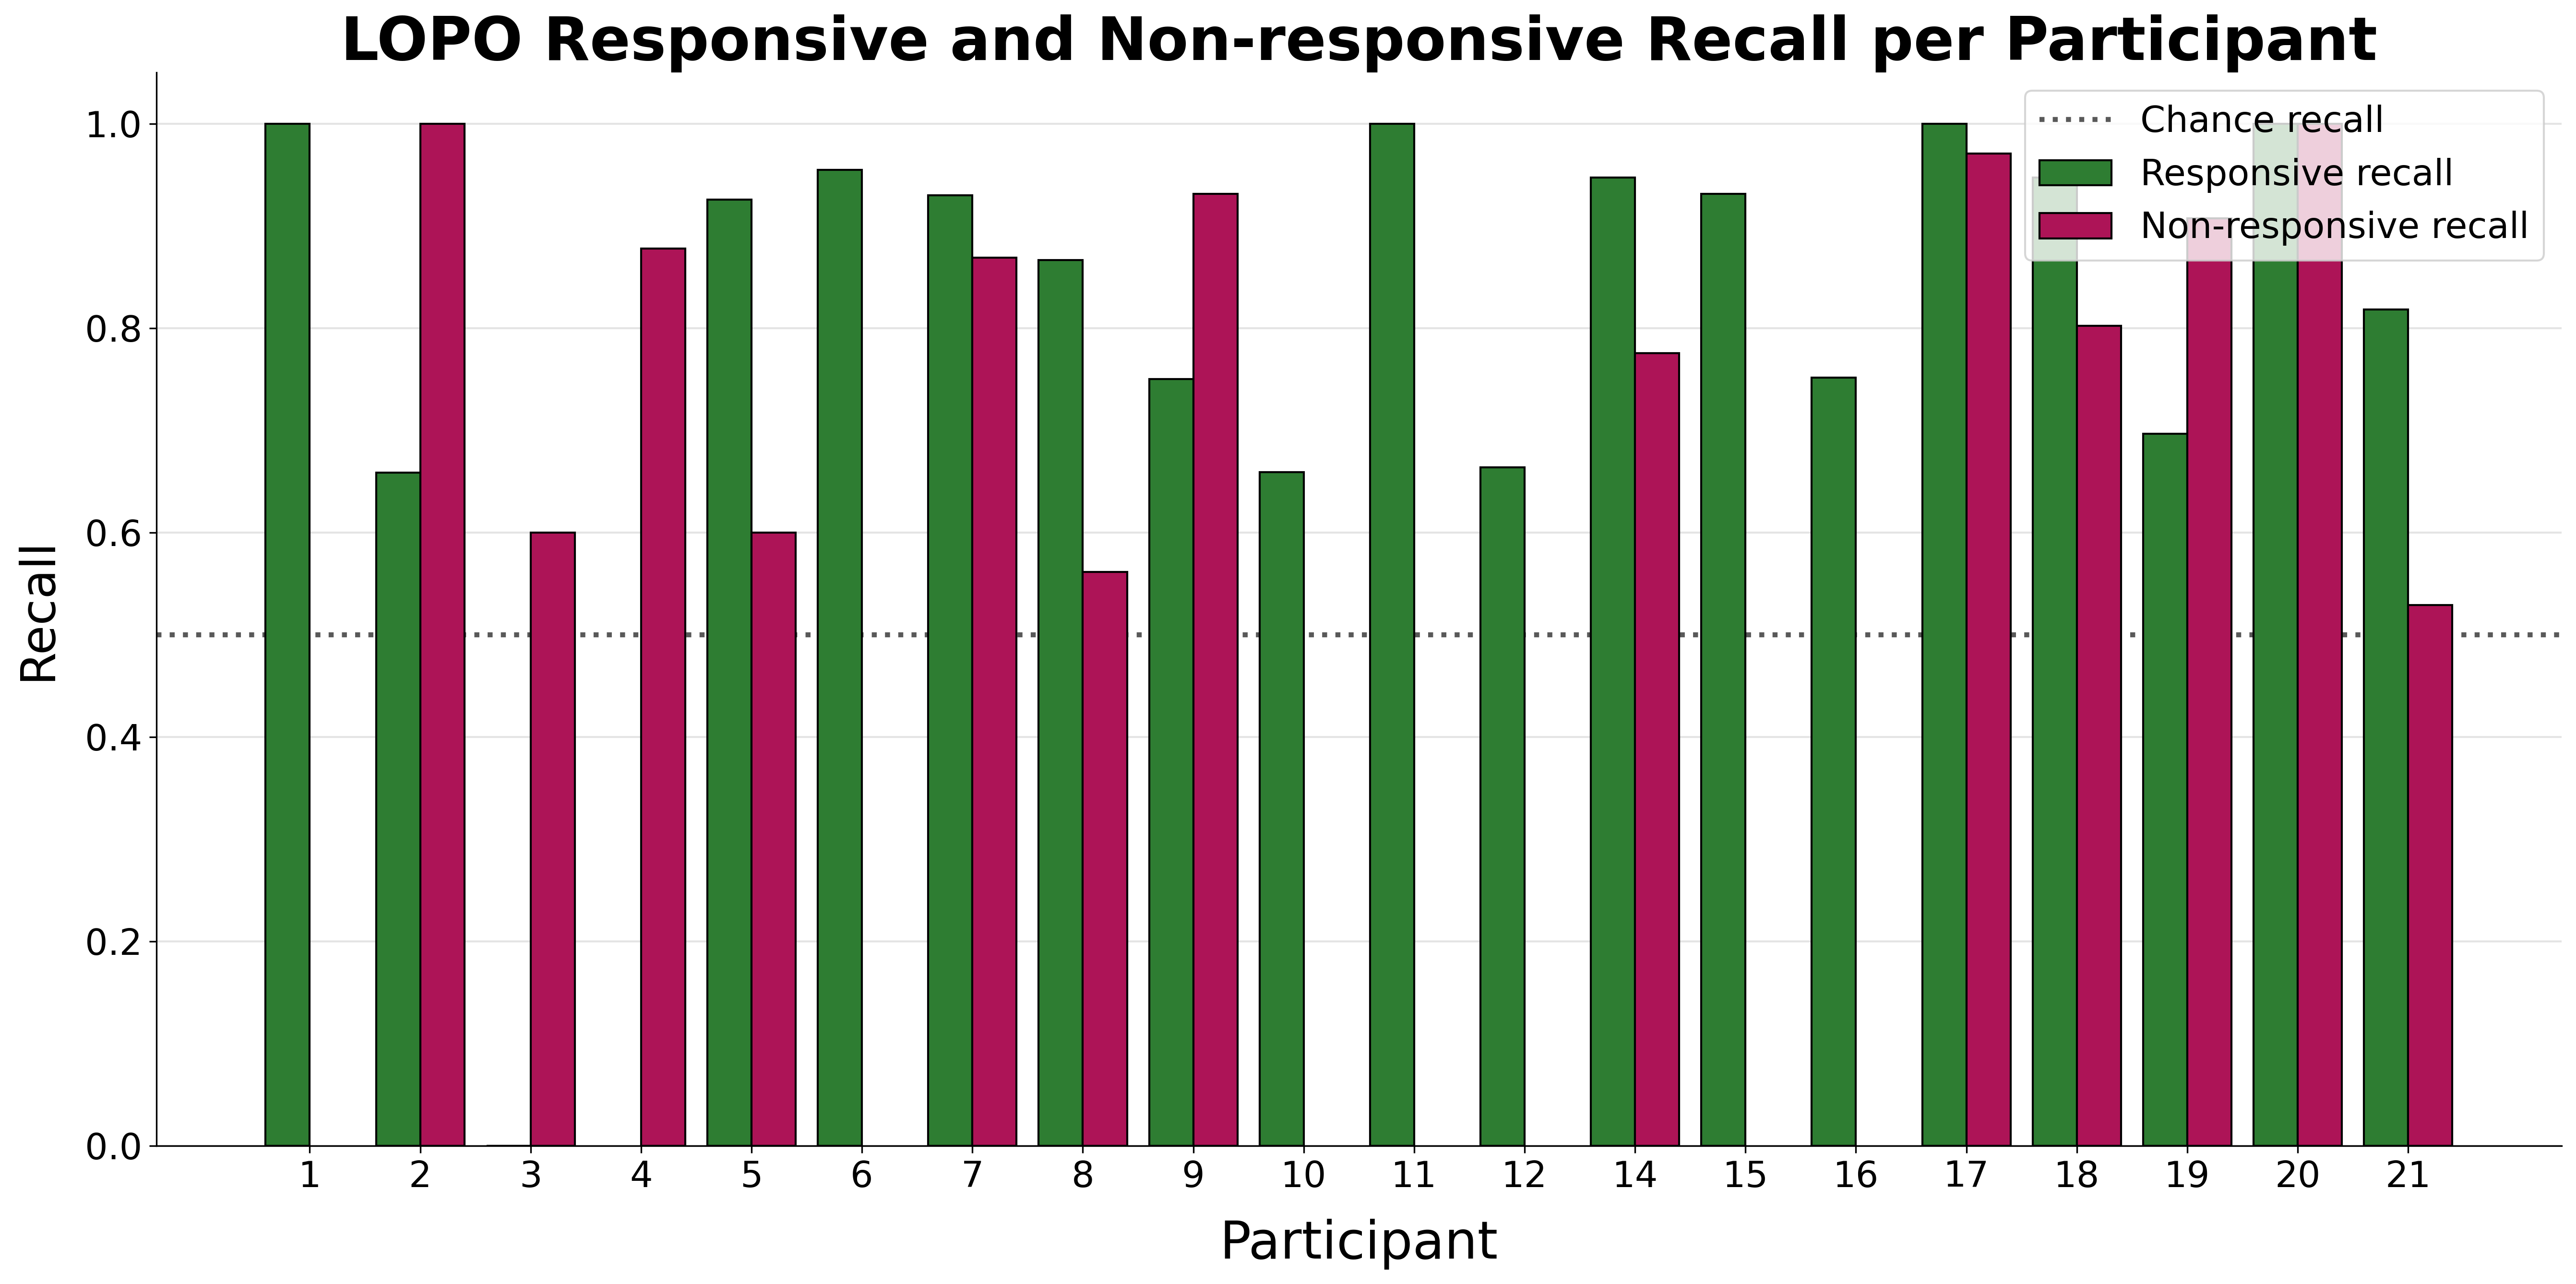 LOPO Responsive and Non-responsive Recall per Participant
Chance recall
Responsive recall
Non-responsive recall
1.0
0.8
0.6
0.4
0.2
0.0
Recall
1 2 3 4 5 6 7 8 9 10 11 12 14 15 16 17 18 19 20 21
Participant